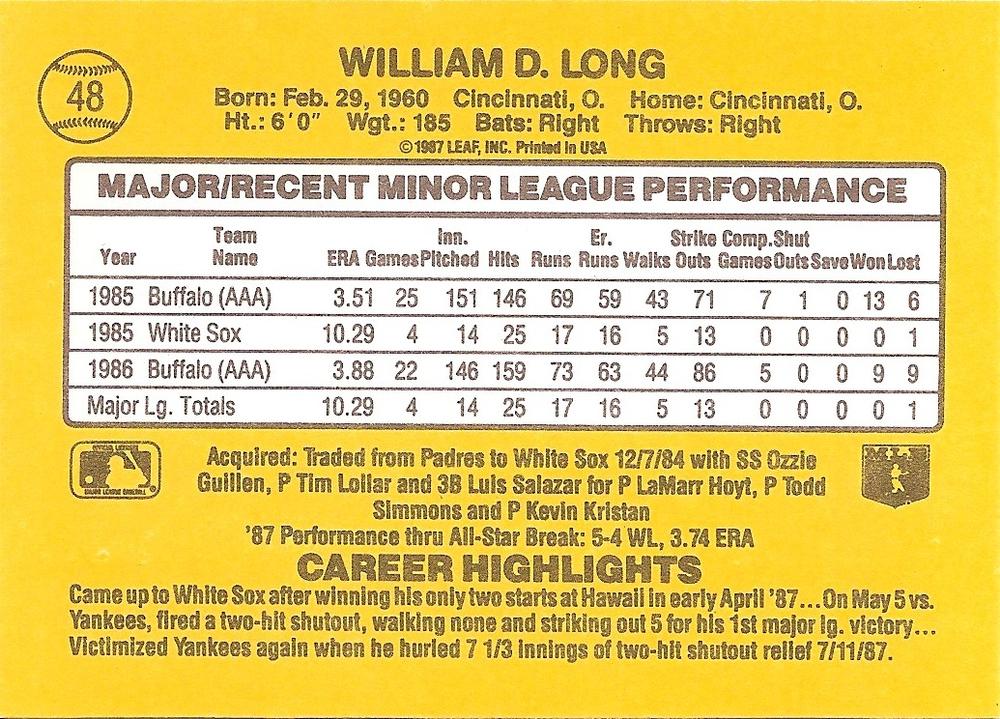 48
WILLIAM D. LONG
Born: Feb. 29, 1960 Cincinnati, O. Home: Cincinnati, O.
Ht.: 6'0" Wgt.: 185 Bats: Right Throws: Right
©1987 LEAF, INC. Printed in USA
MAJOR/RECENT MINOR LEAGUE PERFORMANCE
Team Inn. Er. Strike Comp. Shut
Year Name ERA Games Pitched Hits Runs Runs Walks Outs Games Outs Save Won Lost
1985 Buffalo (AAA) 3.51 25 151 146 69 59 43 71 7 1 0 13 6
1985 White Sox 10.29 4 14 25 17 16 5 13 0 0 0 0 1
1986 Buffalo (AAA) 3.88 22 146 159 73 63 44 86 5 0 0 9 9
Major Lg. Totals 10.29 4 14 25 17 16 5 13 0 0 0 0 1
Acquired: Traded from Padres to White Sox 12/7/84 with SS Ozzie
Guillen, P Tim Lollar and 3B Luis Salazar for P LaMarr Hoyt, P Todd
Simmons and P Kevin Kristan
'87 Performance thru All-Star Break: 5-4 WL, 3.74 ERA
MAJOR LEAGUE BASEBALL
CAREER HIGHLIGHTS
Came up to White Sox after winning his only two starts at Hawaii in early April '87...On May 5 vs.
Yankees, fired a two-hit shutout, walking none and striking out 5 for his 1st major lg. victory...
Victimized Yankees again when he hurled 7 1/3 innings of two-hit shutout relief 7/11/87.